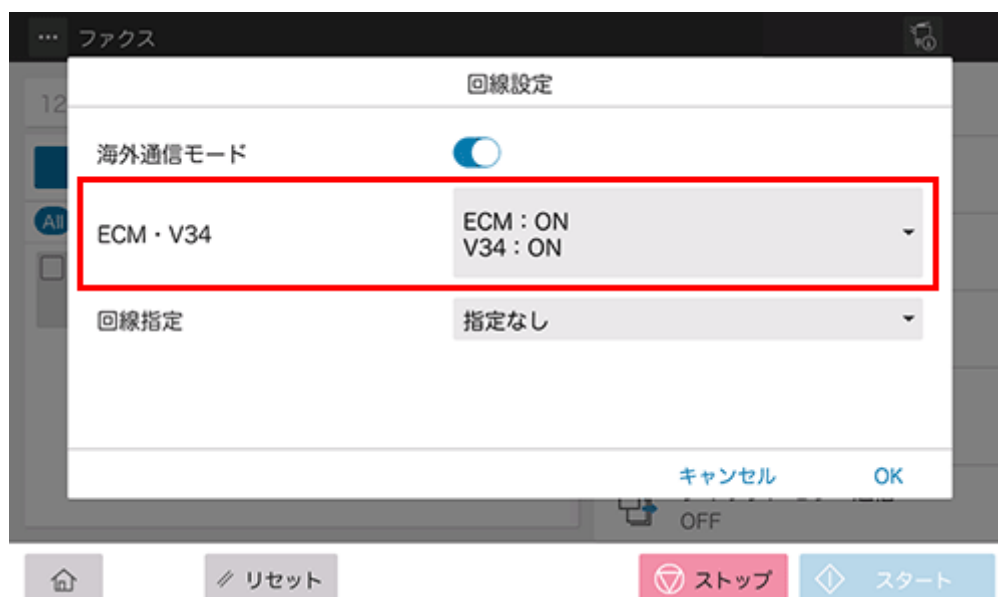 ファクス
12
回線設定
海外通信モード
All
ECM・V34
ECM：ON
V34：ON
回線指定
指定なし
キャンセル
OK
OFF
リセット
ストップ
スタート